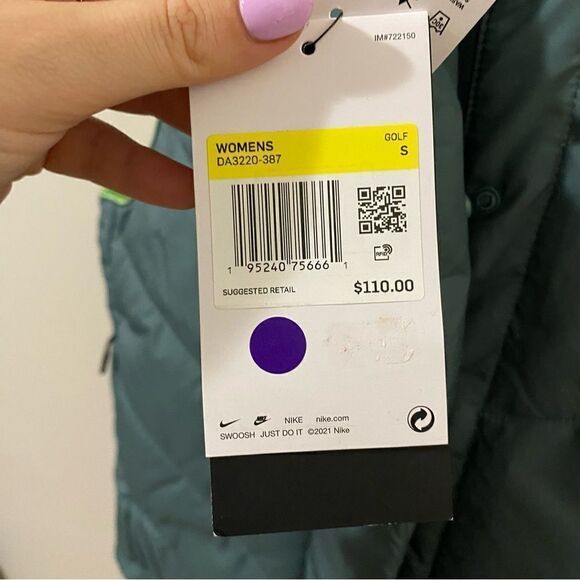 IM#722150
WOMENS GOLF
DA3220-387 S
RFID
1 95240 75666 1
SUGGESTED RETAIL $110.00
NIKE nike.com
SWOOSH JUST DO IT ©2021 Nike